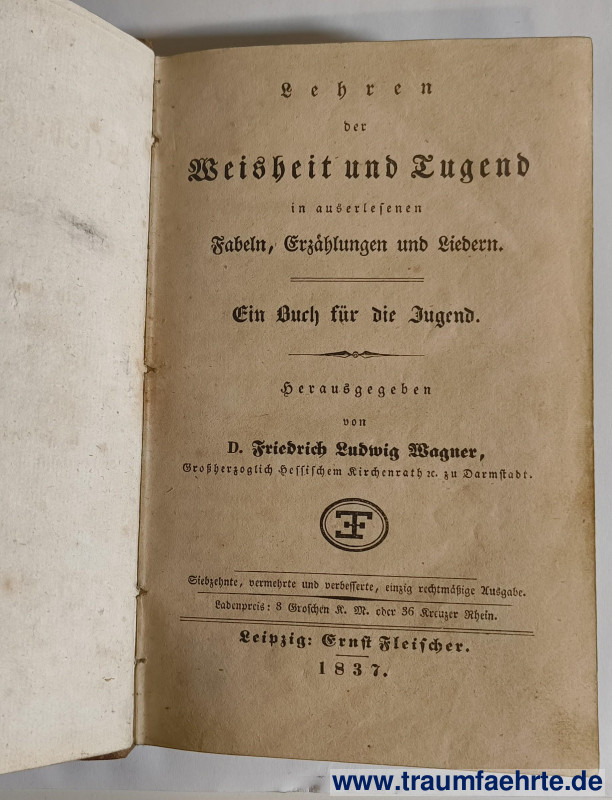 Lehren
der
Weisheit und Tugend
in auserlesenen
Fabeln, Erzählungen und Liedern.
Ein Buch für die Jugend.
Herausgegeben
von
D. Friedrich Ludwig Wagner,
Großherzoglich Hessischem Kirchenrath ꝛc. zu Darmstadt.
EF
Siebzehnte, vermehrte und verbesserte, einzig rechtmäßige Ausgabe.
Ladenpreis: 8 Groschen K. M. oder 36 Kreuzer Rhein.
Leipzig: Ernst Fleischer.
1837.
www.traumfaehrte.de